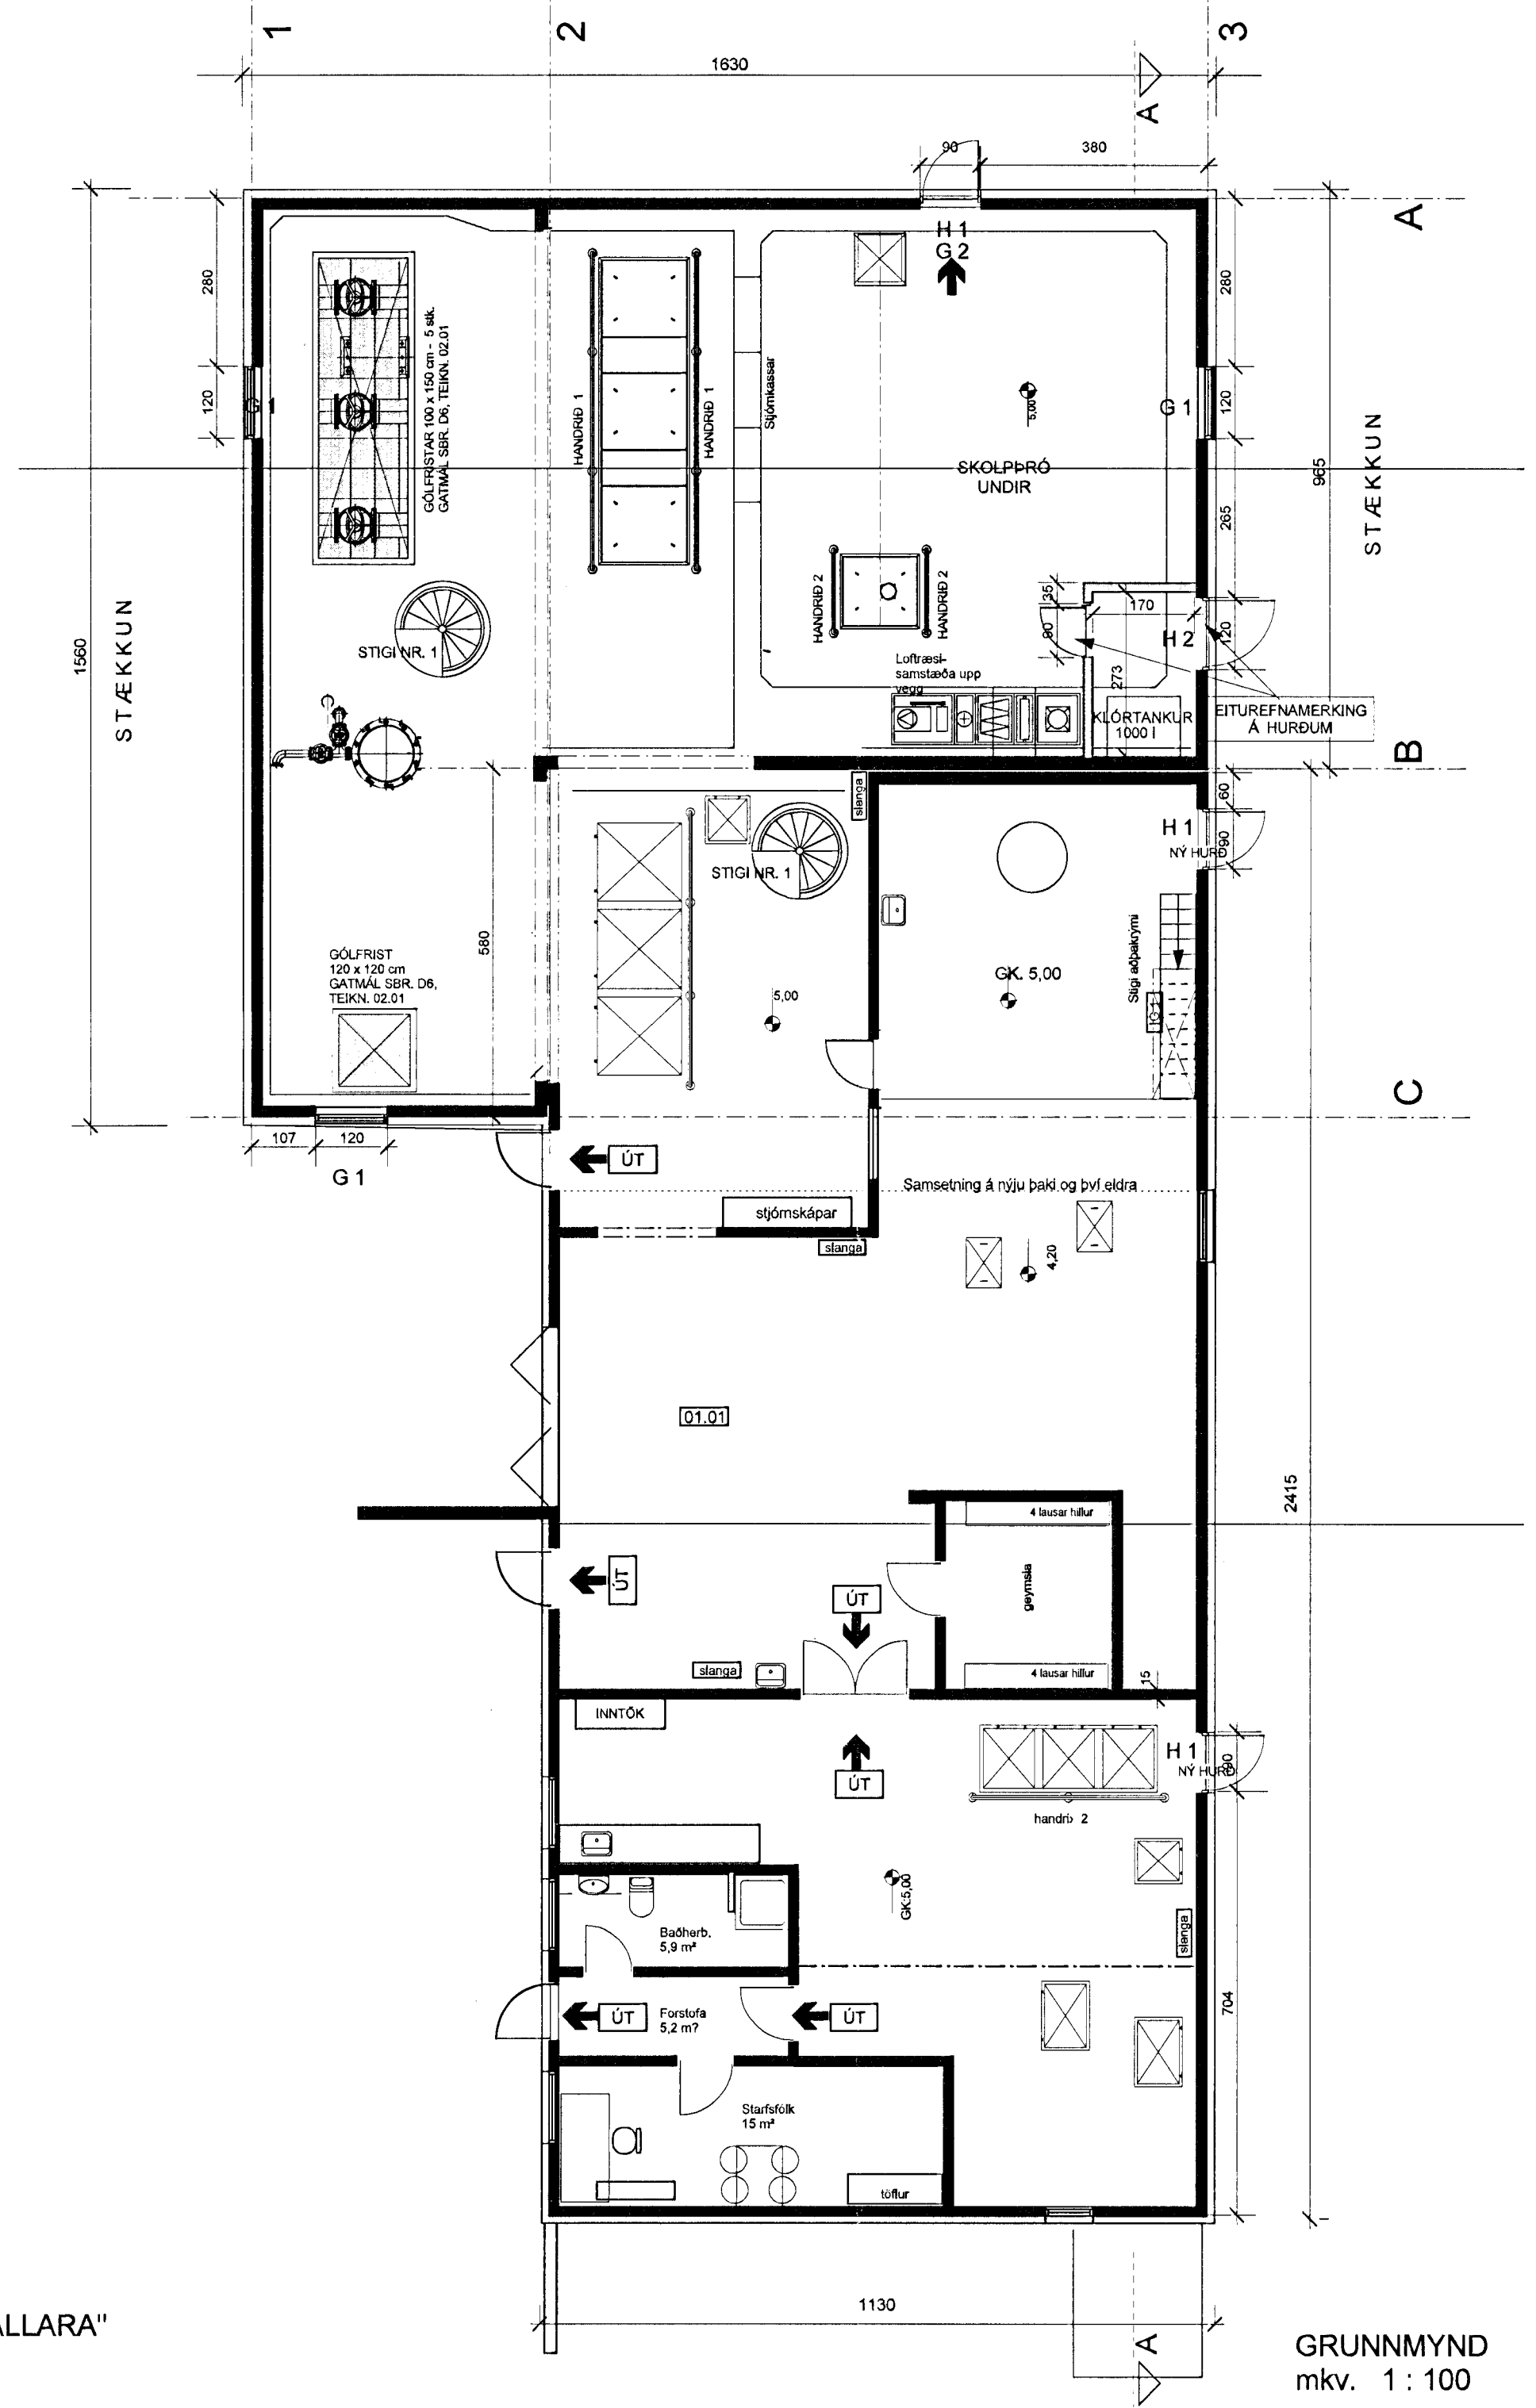 1
2
3
1630
A
90
380
A
H 1
G 2
280
280
1560
STÆKKUN
GÓLFRISTAR 100 x 150 cm - 5 stk.
GATMÁL SBR. D6, TEIKN. 02.01
HANDRIÐ 1
HANDRIÐ 1
Stjórnkassar
5,00
120
G 1
G 1
120
965
STÆKKUN
SKOLPÞRÓ
UNDIR
265
HANDRIÐ 2
HANDRIÐ 2
35
90
170
H 2
120
273
STIGI NR. 1
Loftræsi-
samstæða upp
vegg
KLÓRTANKUR
1000 l
EITUREFNAMERKING
Á HURÐUM
B
slanga
60
H 1
90
NÝ HURÐ
STIGI NR. 1
580
GÓLFRIST
120 x 120 cm
GATMÁL SBR. D6,
TEIKN. 02.01
5,00
GK. 5,00
Stigi aðþakrými
C
107
120
G 1
ÚT
Samsetning á nýju þaki og því eldra
stjórnskápar
slanga
4,20
01.01
2415
4 lausar hillur
geymsla
ÚT
ÚT
slanga
4 lausar hillur
15
INNTÖK
ÚT
H 1
90
NÝ HURÐ
handrið 2
GK.5,00
slanga
Baðherb.
5,9 m²
Forstofa
5,2 m?
ÚT
ÚT
704
Starfsfólk
15 m²
töflur
1130
A
ALLARA"
GRUNNMYND
mkv. 1 : 100